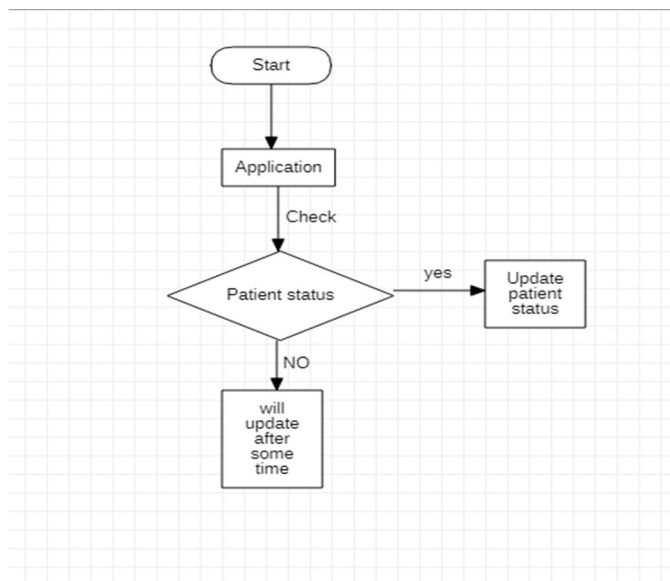 Start
Application
Check
Patient status
yes
Update
patient
status
NO
will
update
after
some
time